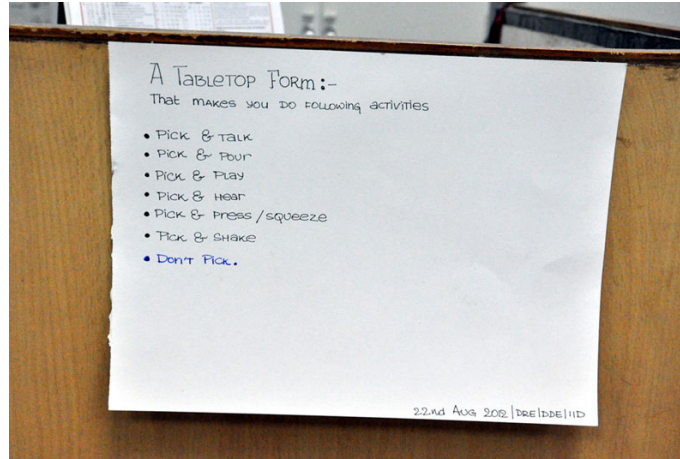 A Tabletop Form:-
That makes you do following activities
• Pick & Talk
• Pick & Pour
• Pick & Play
• Pick & Hear
• Pick & Press/squeeze
• Pick & Shake
• Don't Pick.
22nd Aug 2012|DRE|DDE|IID